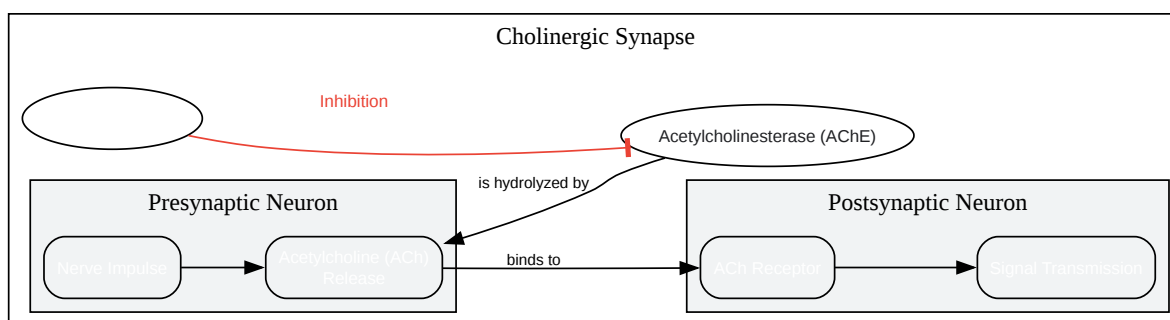 Cholinergic Synapse
Inhibition
Acetylcholinesterase (AChE)
is hydrolyzed by
Presynaptic Neuron
Postsynaptic Neuron
Nerve Impulse
Acetylcholine (ACh)
Release
binds to
ACh Receptor
Signal Transmission